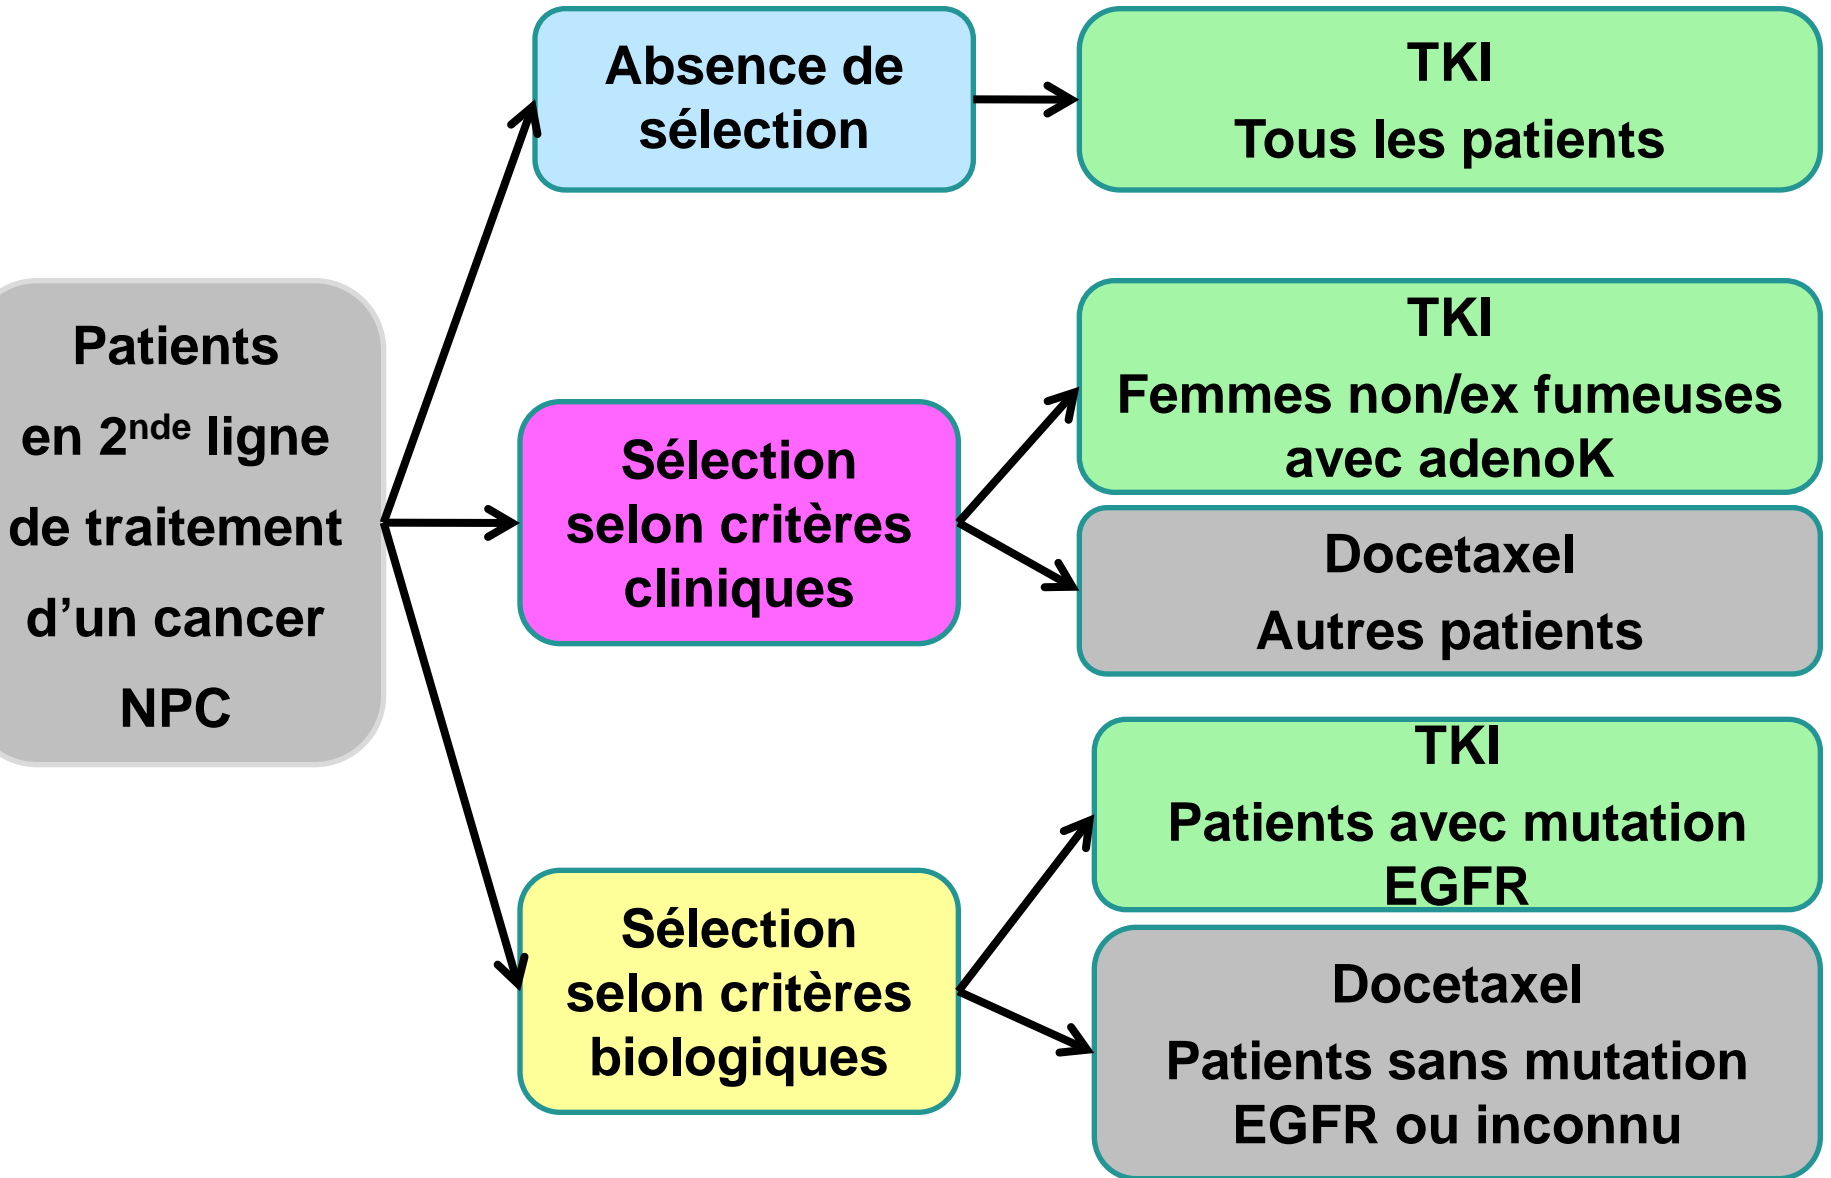 Absence de
sélection
TKI
Tous les patients
Patients
en 2nde ligne
de traitement
d’un cancer
NPC
Sélection
selon critères
cliniques
TKI
Femmes non/ex fumeuses
avec adenoK
Docetaxel
Autres patients
Sélection
selon critères
biologiques
TKI
Patients avec mutation
EGFR
Docetaxel
Patients sans mutation
EGFR ou inconnu